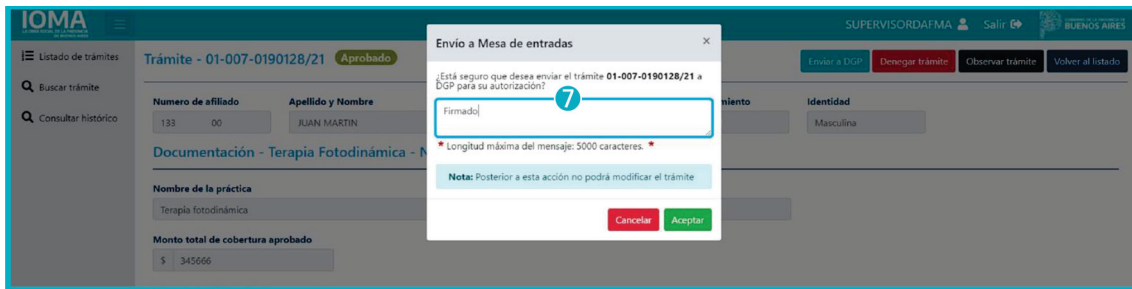 IOMA
SUPERVISORDAFMA Salir
BUENOS AIRES
Listado de trámites
Buscar trámite
Consultar histórico
Trámite - 01-007-0190128/21 Aprobado
Enviar a DGP Denegar trámite Observar trámite Volver al listado
Numero de afiliado Apellido y Nombre miento Identidad
133 00 JUAN MARTIN Masculina
Documentación - Terapia Fotodinámica - N
Nombre de la práctica
Terapia fotodinámica
Monto total de cobertura aprobado
$ 345666
Envío a Mesa de entradas ×
¿Está seguro que desea enviar el trámite 01-007-0190128/21 a
DGP para su autorización?
7
Firmado
* Longitud máxima del mensaje: 5000 caracteres. *
Nota: Posterior a esta acción no podrá modificar el trámite
Cancelar Aceptar